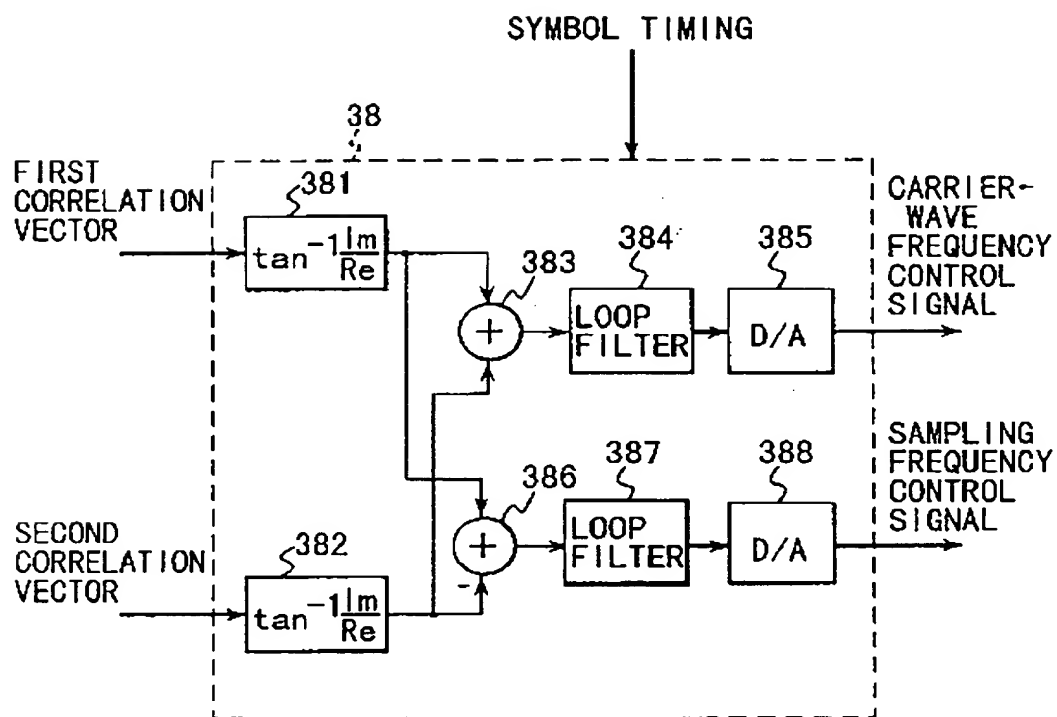 SYMBOL TIMING
38
FIRST
CORRELATION
VECTOR
381
tan⁻¹ Im/Re
383
384
LOOP
FILTER
385
D/A
CARRIER-
WAVE
FREQUENCY
CONTROL
SIGNAL
+
SECOND
CORRELATION
VECTOR
382
tan⁻¹ Im/Re
386
+
-
387
LOOP
FILTER
388
D/A
SAMPLING
FREQUENCY
CONTROL
SIGNAL